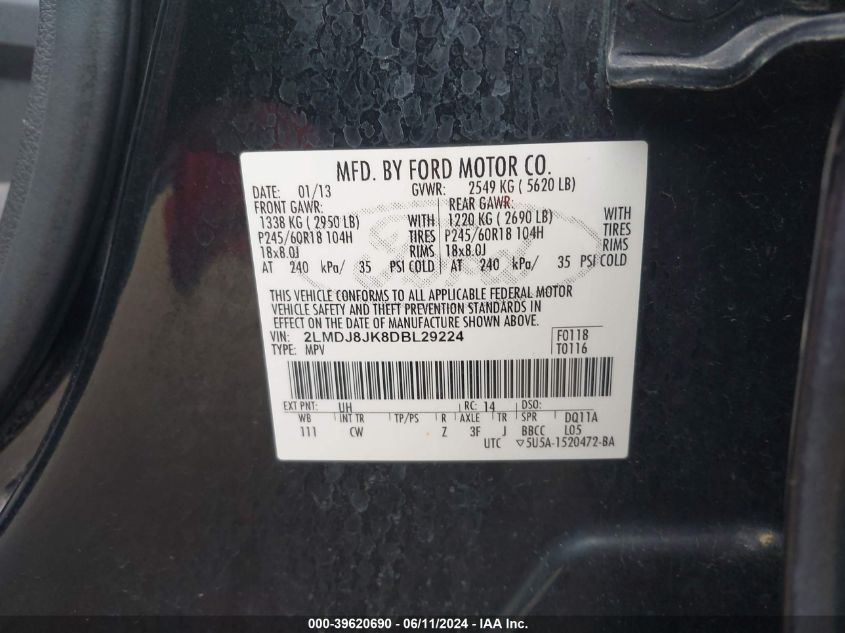 MFD. BY FORD MOTOR CO.
DATE: 01/13 GVWR: 2549 KG ( 5620 LB)
FRONT GAWR: REAR GAWR:
1338 KG ( 2950 LB) WITH 1220 KG ( 2690 LB) WITH
P245/60R18 104H TIRES P245/60R18 104H TIRES
18x8.0J RIMS 18x8.0J RIMS
AT 240 kPa/ 35 PSI COLD AT 240 kPa/ 35 PSI COLD
THIS VEHICLE CONFORMS TO ALL APPLICABLE FEDERAL MOTOR
VEHICLE SAFETY AND THEFT PREVENTION STANDARDS IN
EFFECT ON THE DATE OF MANUFACTURE SHOWN ABOVE.
VIN: 2LMDJ8JK8DBL29224 F0118
TYPE: MPV T0116
EXT PNT: UH RC: 14 DSO:
WB INT TR TP/PS R AXLE TR SPR DQ11A
111 CW Z 3F J BBCC L05
UTC ▽5U5A-1520472-BA
000-39620690 - 06/11/2024 - IAA Inc.